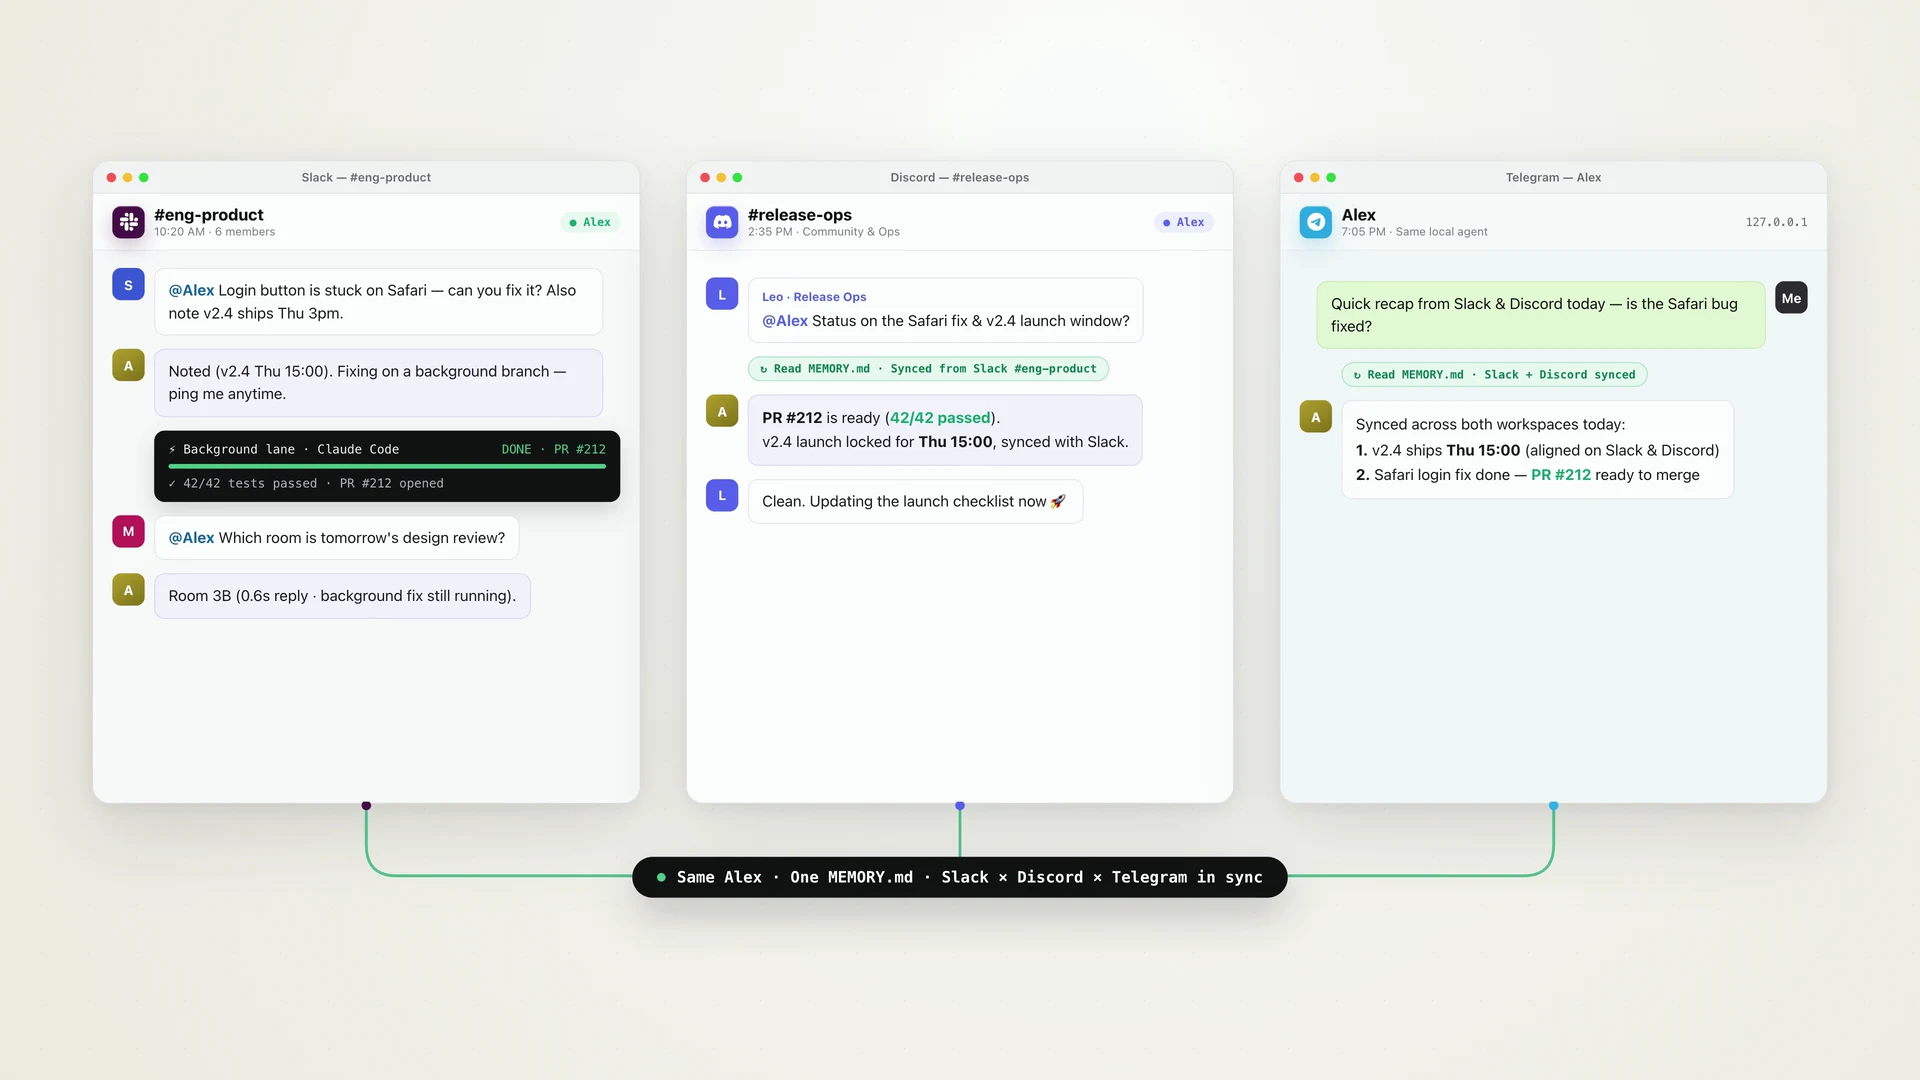 Slack — #eng-product
#eng-product
10:20 AM · 6 members
Alex
S
@Alex Login button is stuck on Safari — can you fix it? Also
note v2.4 ships Thu 3pm.
A
Noted (v2.4 Thu 15:00). Fixing on a background branch —
ping me anytime.
⚡ Background lane · Claude Code
DONE · PR #212
✓ 42/42 tests passed · PR #212 opened
M
@Alex Which room is tomorrow's design review?
A
Room 3B (0.6s reply · background fix still running).
Discord — #release-ops
#release-ops
2:35 PM · Community & Ops
Alex
L
Leo · Release Ops
@Alex Status on the Safari fix & v2.4 launch window?
↻ Read MEMORY.md · Synced from Slack #eng-product
A
PR #212 is ready (42/42 passed).
v2.4 launch locked for Thu 15:00, synced with Slack.
L
Clean. Updating the launch checklist now 🚀
Telegram — Alex
Alex
7:05 PM · Same local agent
127.0.0.1
Quick recap from Slack & Discord today — is the Safari bug
fixed?
Me
↻ Read MEMORY.md · Slack + Discord synced
A
Synced across both workspaces today:
1. v2.4 ships Thu 15:00 (aligned on Slack & Discord)
2. Safari login fix done — PR #212 ready to merge
Same Alex · One MEMORY.md · Slack × Discord × Telegram in sync